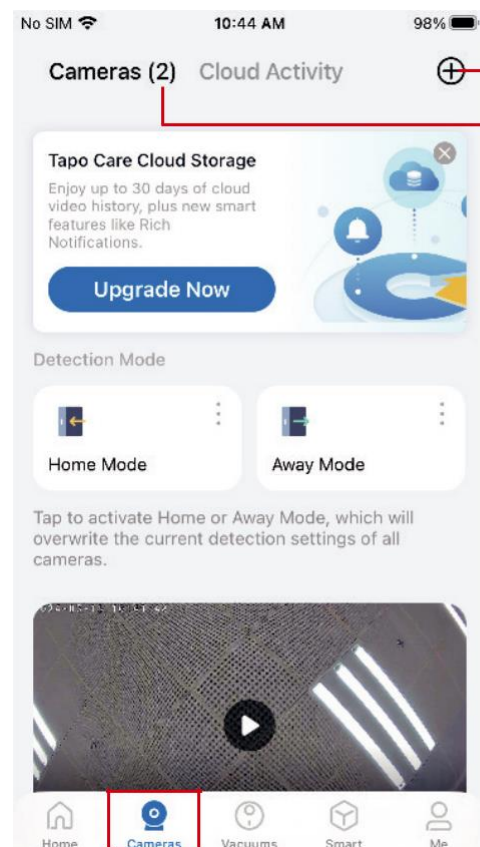 No SIM 10:44 AM 98%
Cameras (2) Cloud Activity
Tapo Care Cloud Storage
Enjoy up to 30 days of cloud
video history, plus new smart
features like Rich
Notifications.
Upgrade Now
Detection Mode
Home Mode Away Mode
Tap to activate Home or Away Mode, which will
overwrite the current detection settings of all
cameras.
Home Cameras Vacuums Smart Me